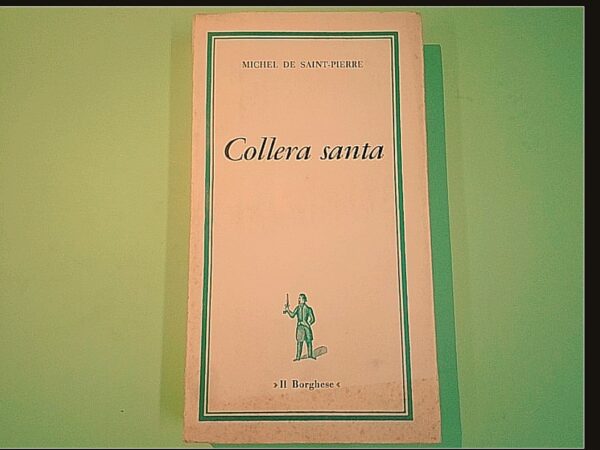 MICHEL DE SAINT-PIERRE
Collera santa
»Il Borghese«